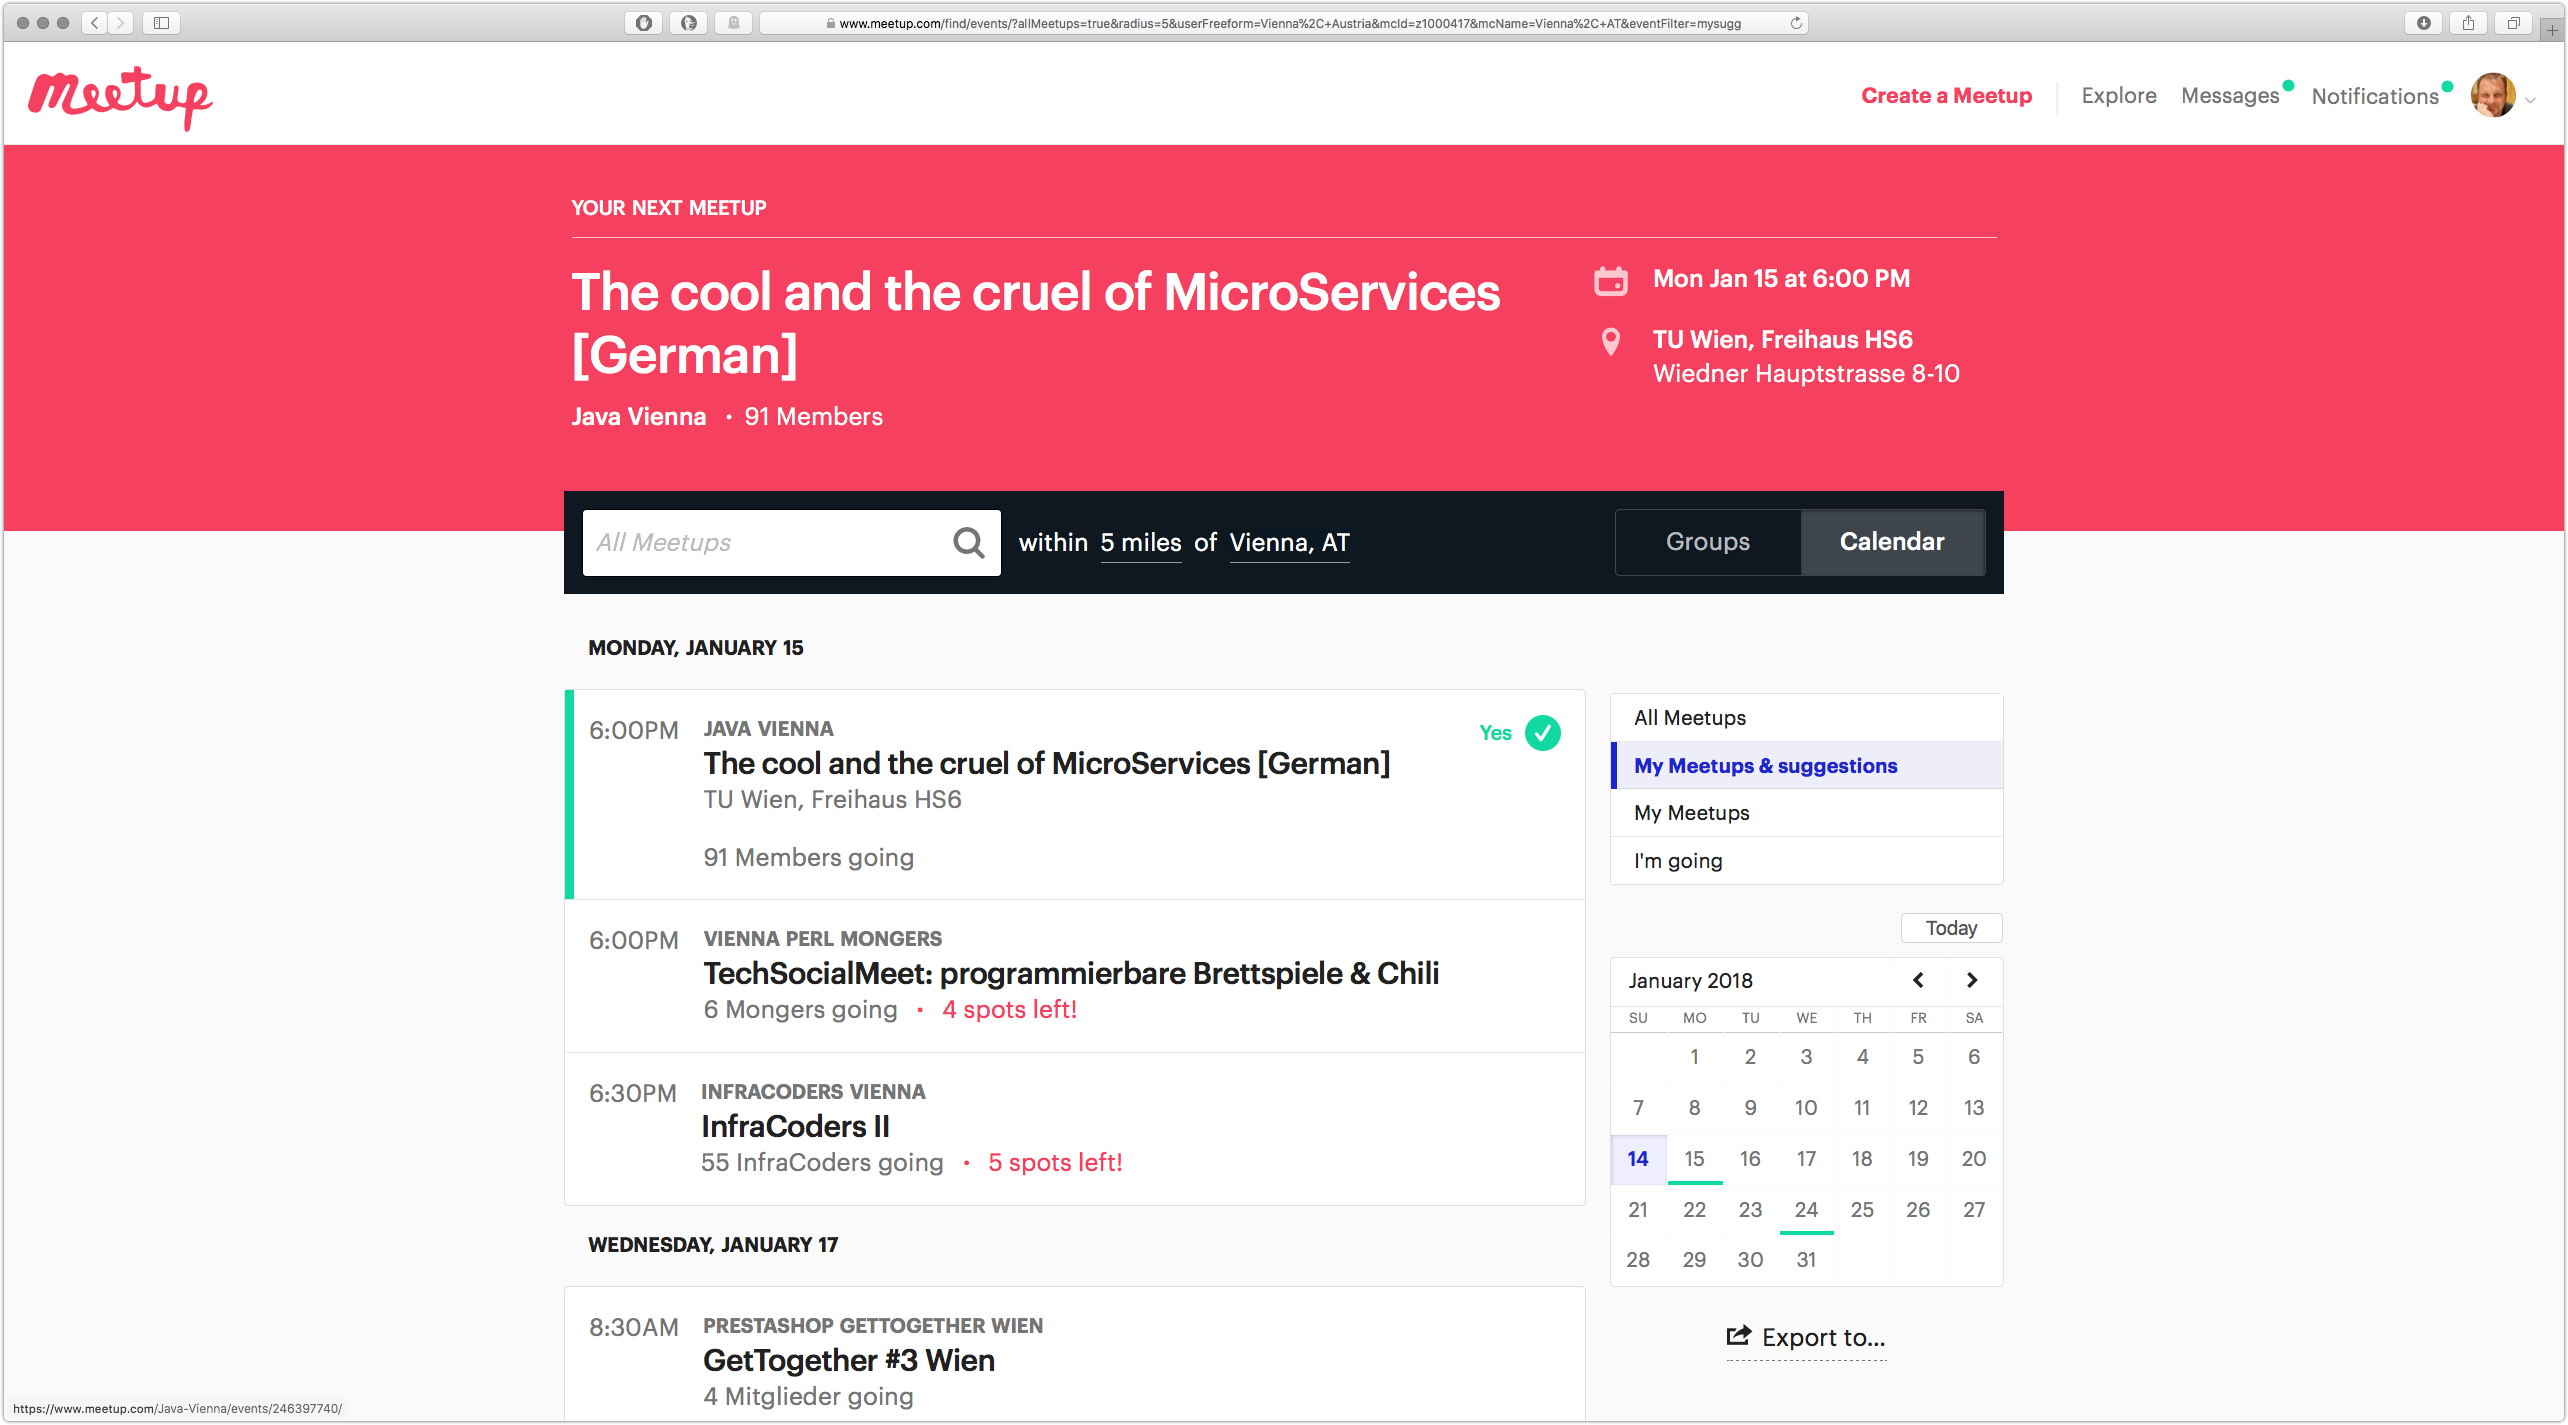 www.meetup.com/find/events/?allMeetups=true&radius=5&userFreeform=Vienna%2C+Austria&mcId=z1000417&mcName=Vienna%2C+AT&eventFilter=mysugg
Meetup
Create a Meetup Explore Messages Notifications
YOUR NEXT MEETUP
The cool and the cruel of MicroServices
[German]
Java Vienna • 91 Members
Mon Jan 15 at 6:00 PM
TU Wien, Freihaus HS6
Wiedner Hauptstrasse 8-10
All Meetups within 5 miles of Vienna, AT Groups Calendar
MONDAY, JANUARY 15
6:00PM JAVA VIENNA Yes
The cool and the cruel of MicroServices [German]
TU Wien, Freihaus HS6
91 Members going
6:00PM VIENNA PERL MONGERS
TechSocialMeet: programmierbare Brettspiele & Chili
6 Mongers going • 4 spots left!
6:30PM INFRACODERS VIENNA
InfraCoders II
55 InfraCoders going • 5 spots left!
WEDNESDAY, JANUARY 17
8:30AM PRESTASHOP GETTOGETHER WIEN
GetTogether #3 Wien
4 Mitglieder going
All Meetups
My Meetups & suggestions
My Meetups
I'm going
Today
January 2018
SU MO TU WE TH FR SA
1 2 3 4 5 6
7 8 9 10 11 12 13
14 15 16 17 18 19 20
21 22 23 24 25 26 27
28 29 30 31
Export to...
https://www.meetup.com/Java-Vienna/events/246397740/